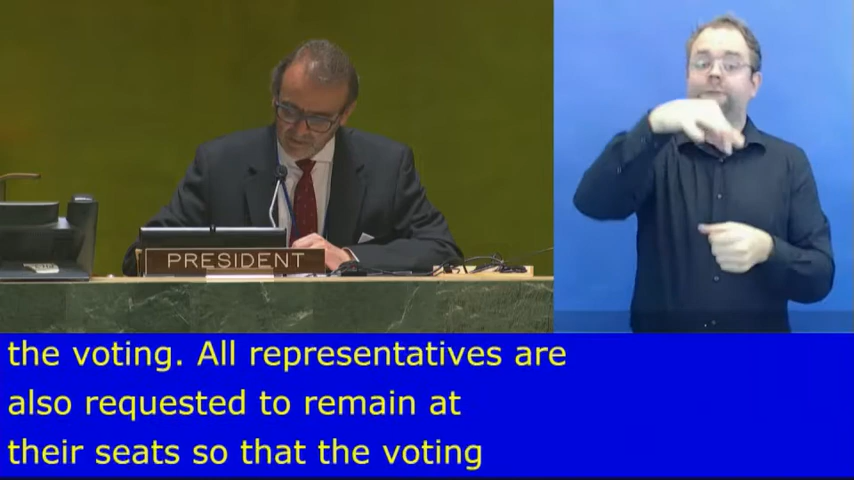 PRESIDENT
the voting. All representatives are
also requested to remain at
their seats so that the voting